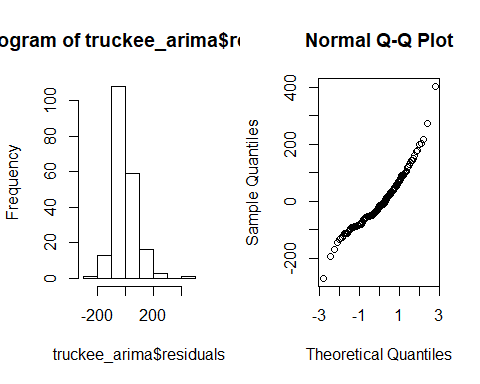 ogram of truckee_arima$re
Frequency
0
20
40
60
80
100
-200
200
truckee_arima$residuals
Normal Q-Q Plot
Sample Quantiles
-200
0
200
400
-3
-1
1
3
Theoretical Quantiles